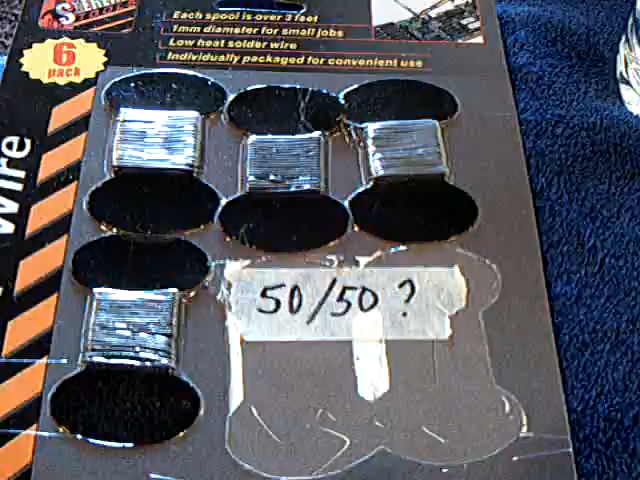 Each spool is over 3 feet
1mm diameter for small jobs
Low heat solder wire
Individually packaged for convenient use
6
pack
Wire
50/50 ?